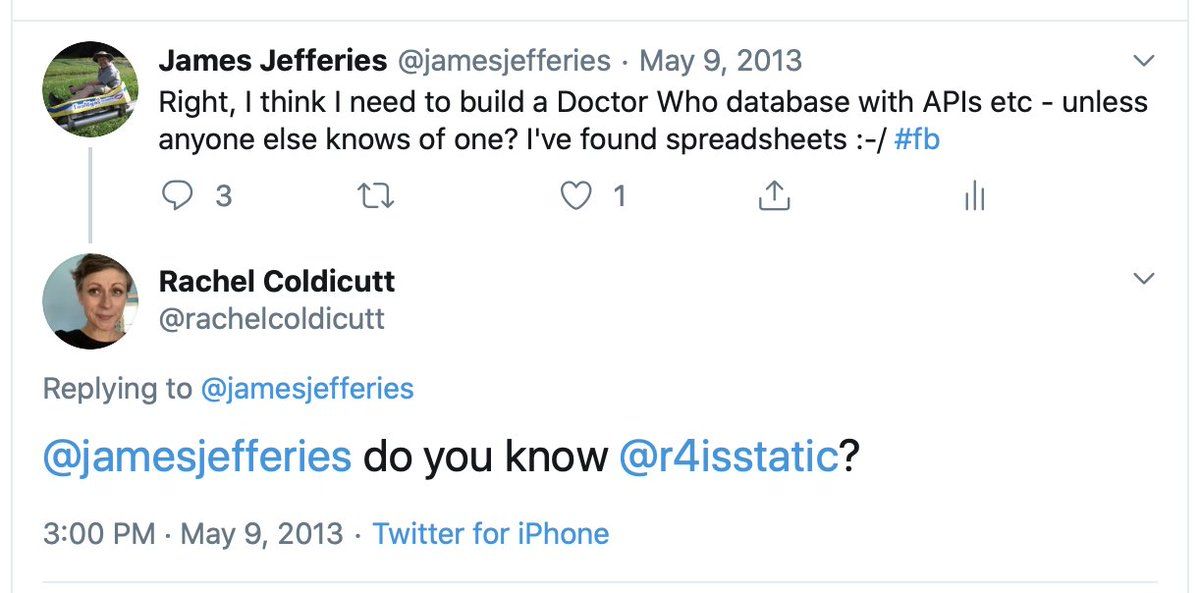 James Jefferies @jamesjefferies · May 9, 2013
Right, I think I need to build a Doctor Who database with APIs etc - unless
anyone else knows of one? I've found spreadsheets :-/ #fb
3 1
Rachel Coldicutt
@rachelcoldicutt
Replying to @jamesjefferies
@jamesjefferies do you know @r4isstatic?
3:00 PM · May 9, 2013 · Twitter for iPhone